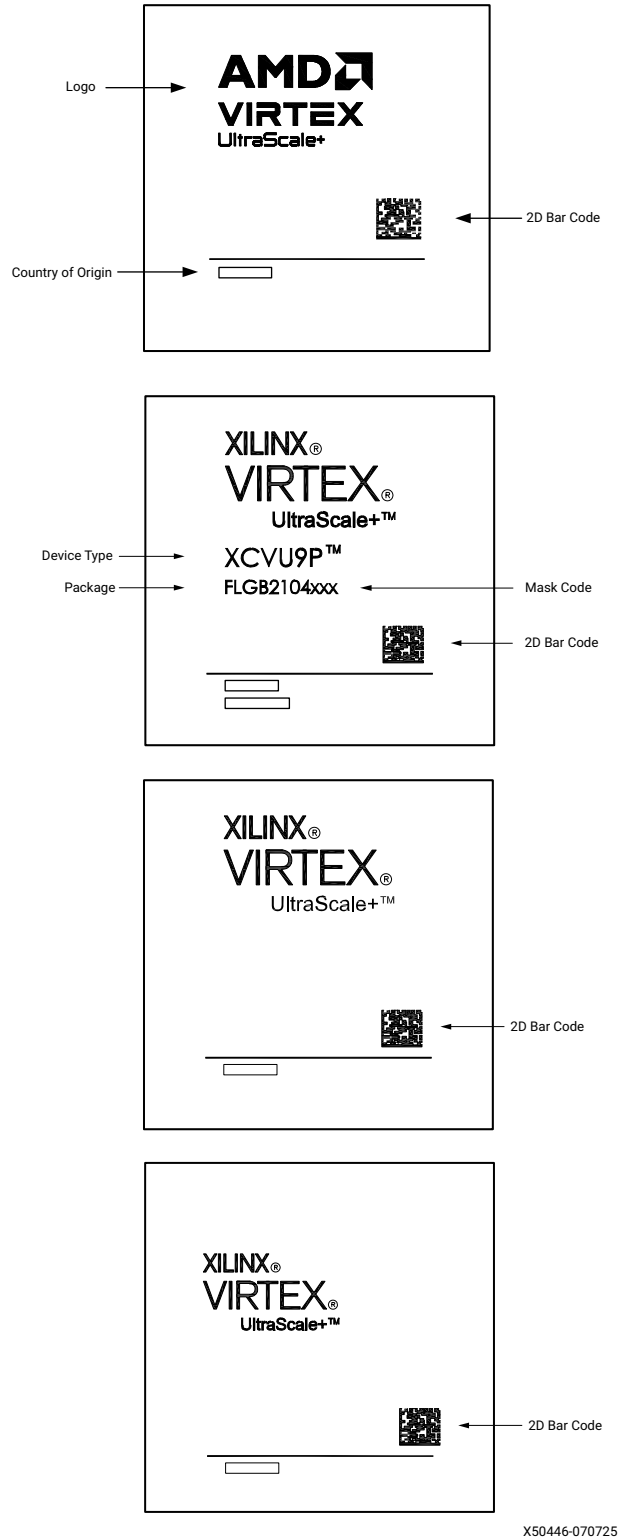 AMD
Logo
VIRTEX
UltraScale+
2D Bar Code
Country of Origin
XILINX®
VIRTEX®
UltraScale+™
Device Type
XCVU9P™
Package
FLGB2104xxx
Mask Code
2D Bar Code
XILINX®
VIRTEX®
UltraScale+™
2D Bar Code
XILINX®
VIRTEX®
UltraScale+™
2D Bar Code
X50446-070725